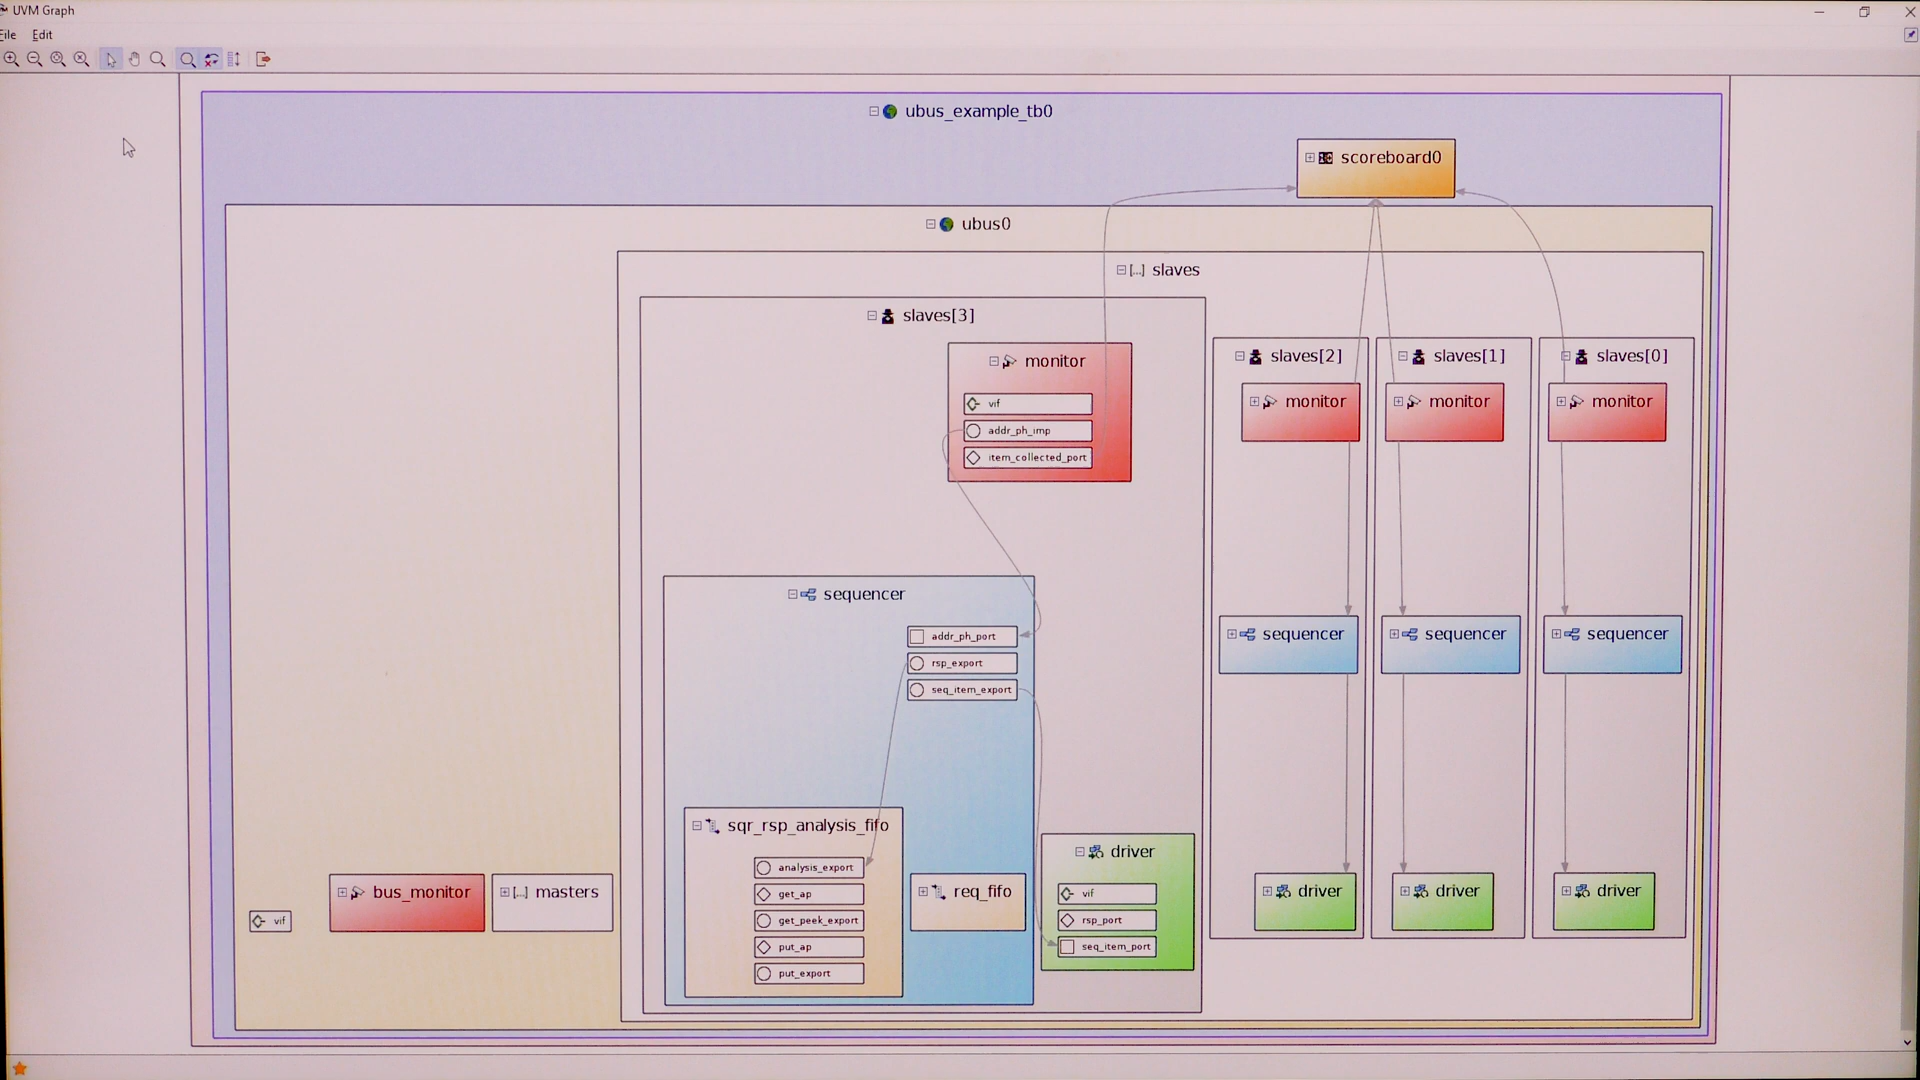 UVM Graph
File Edit
ubus_example_tb0
scoreboard0
ubus0
[...] slaves
slaves[3]
slaves[2]
slaves[1]
slaves[0]
monitor
vif
addr_ph_imp
item_collected_port
monitor
monitor
monitor
sequencer
addr_ph_port
rsp_export
seq_item_export
sequencer
sequencer
sequencer
sqr_rsp_analysis_fifo
analysis_export
get_ap
get_peek_export
put_ap
put_export
req_fifo
driver
vif
rsp_port
seq_item_port
driver
driver
driver
vif
bus_monitor
[...] masters